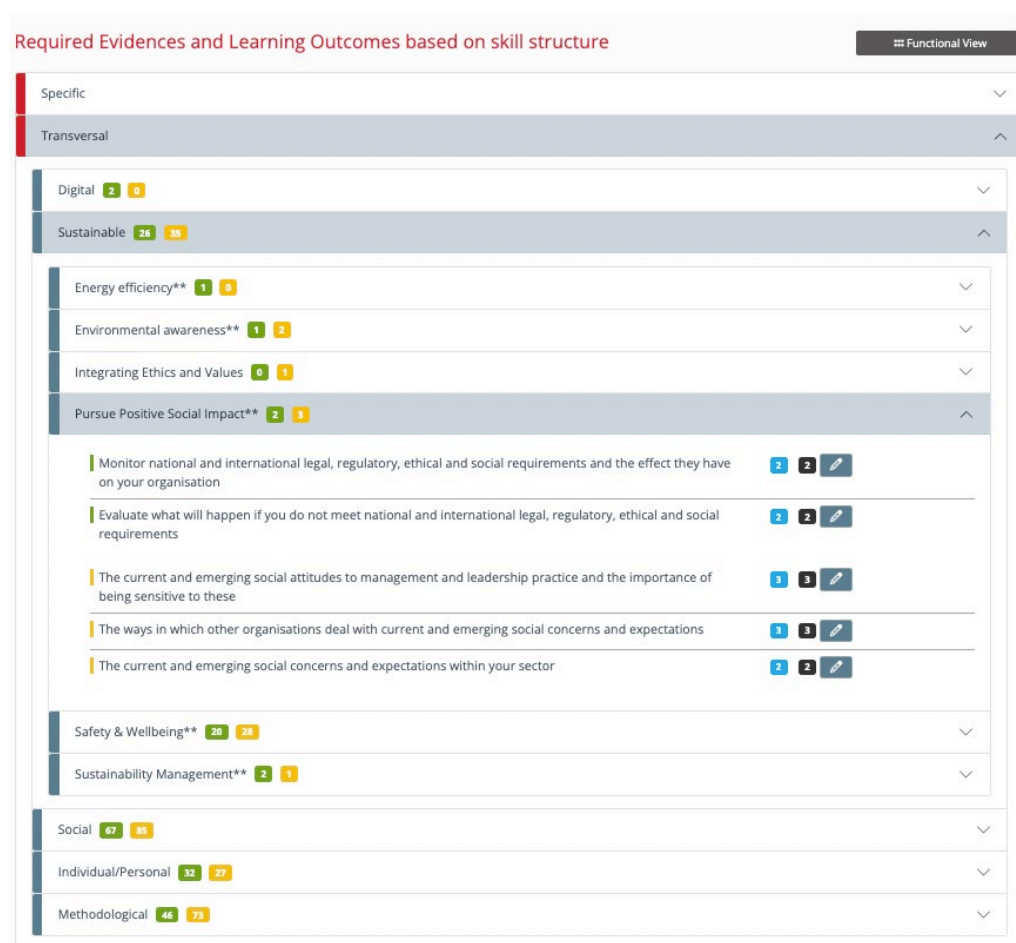 Required Evidences and Learning Outcomes based on skill structure
Functional View
Specific
Transversal
Digital 2 0
Sustainable 26 35
Energy efficiency** 1 0
Environmental awareness** 1 2
Integrating Ethics and Values 0 1
Pursue Positive Social Impact** 2 3
Monitor national and international legal, regulatory, ethical and social requirements and the effect they have
on your organisation
2 2
Evaluate what will happen if you do not meet national and international legal, regulatory, ethical and social
requirements
2 2
The current and emerging social attitudes to management and leadership practice and the importance of
being sensitive to these
3 3
The ways in which other organisations deal with current and emerging social concerns and expectations 3 3
The current and emerging social concerns and expectations within your sector 2 2
Safety & Wellbeing** 20 28
Sustainability Management** 2 1
Social 67 85
Individual/Personal 32 27
Methodological 46 73